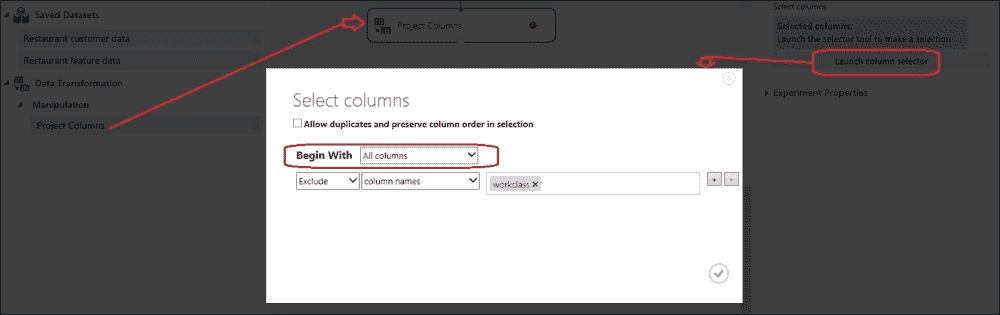 Saved Datasets
Restaurant customer data
Restaurant feature data
Data Transformation
Manipulation
Project Columns
Project Columns
Select columns
Selected columns:
Launch the selector tool to make a selection
Launch column selector
Experiment Properties
Select columns
Allow duplicates and preserve column order in selection
Begin With All columns
Exclude column names workclass ×